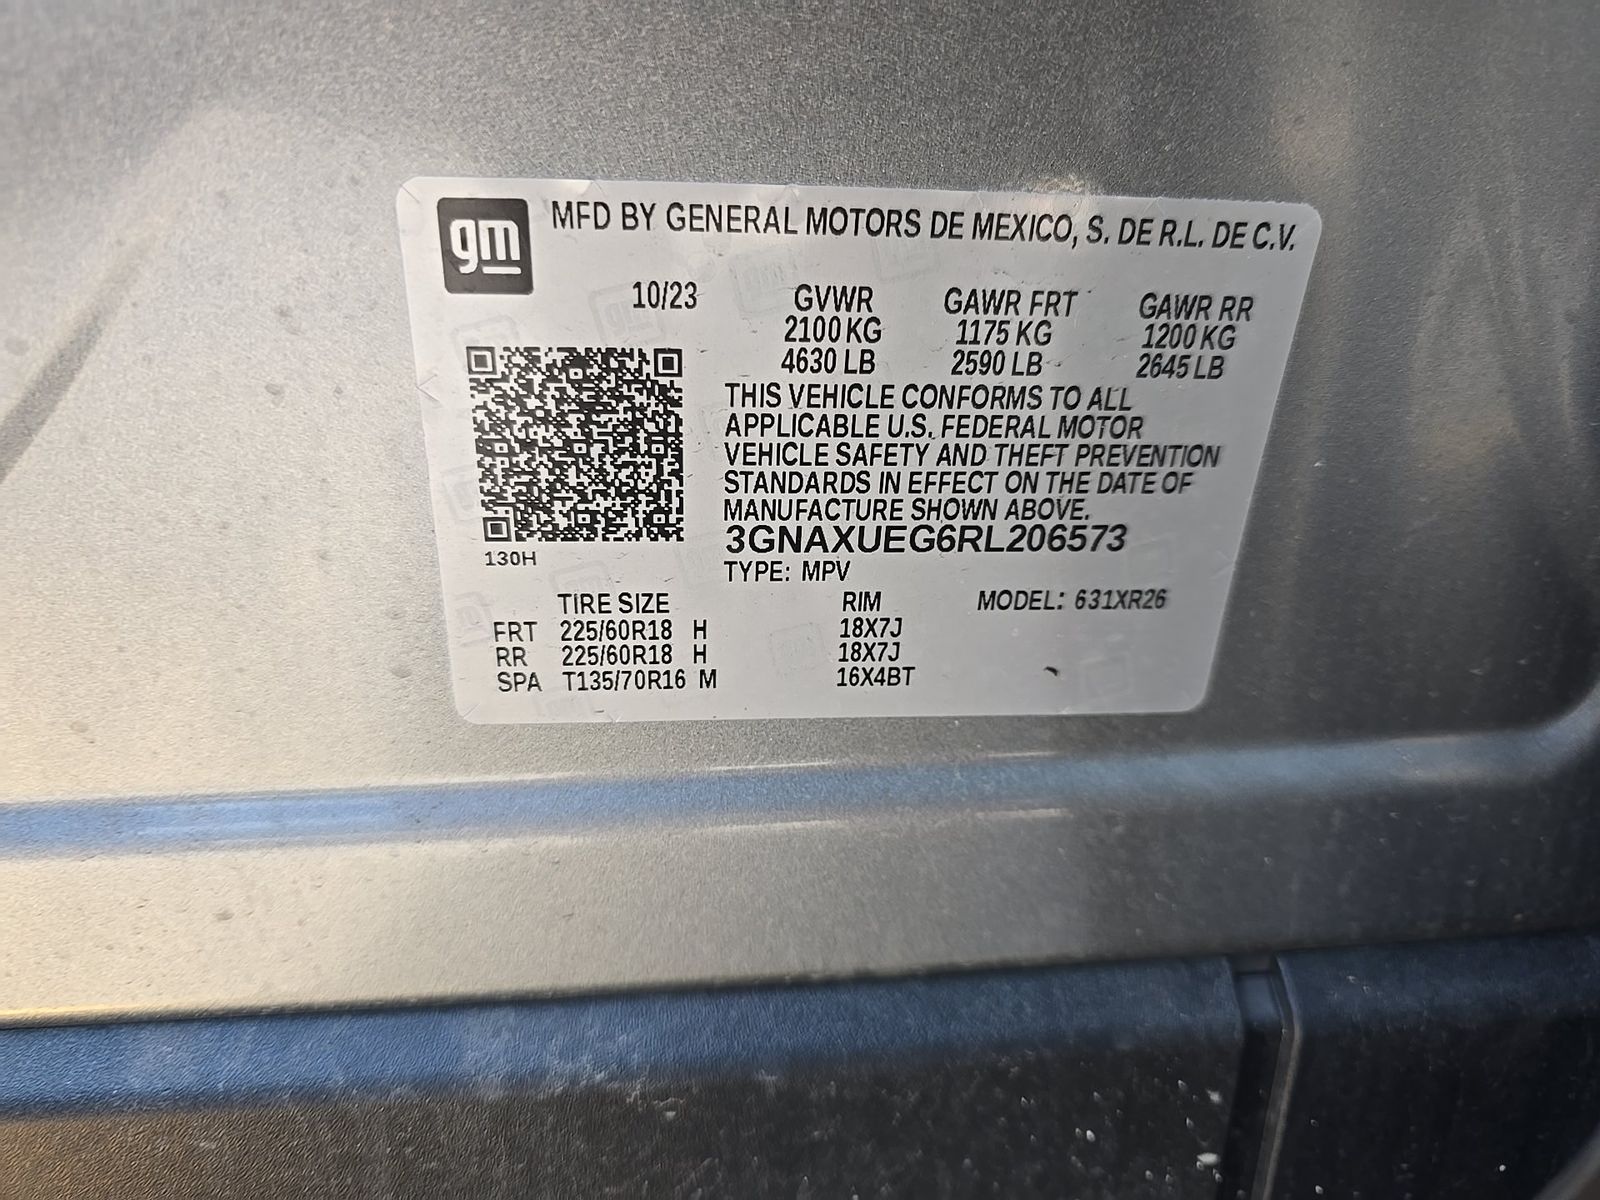 gm
MFD BY GENERAL MOTORS DE MEXICO, S. DE R.L. DE C.V.
10/23 GVWR GAWR FRT GAWR RR
2100 KG 1175 KG 1200 KG
4630 LB 2590 LB 2645 LB
THIS VEHICLE CONFORMS TO ALL
APPLICABLE U.S. FEDERAL MOTOR
VEHICLE SAFETY AND THEFT PREVENTION
STANDARDS IN EFFECT ON THE DATE OF
MANUFACTURE SHOWN ABOVE.
3GNAXUEG6RL206573
130H
TYPE: MPV
TIRE SIZE RIM MODEL: 631XR26
FRT 225/60R18 H 18X7J
RR 225/60R18 H 18X7J
SPA T135/70R16 M 16X4BT